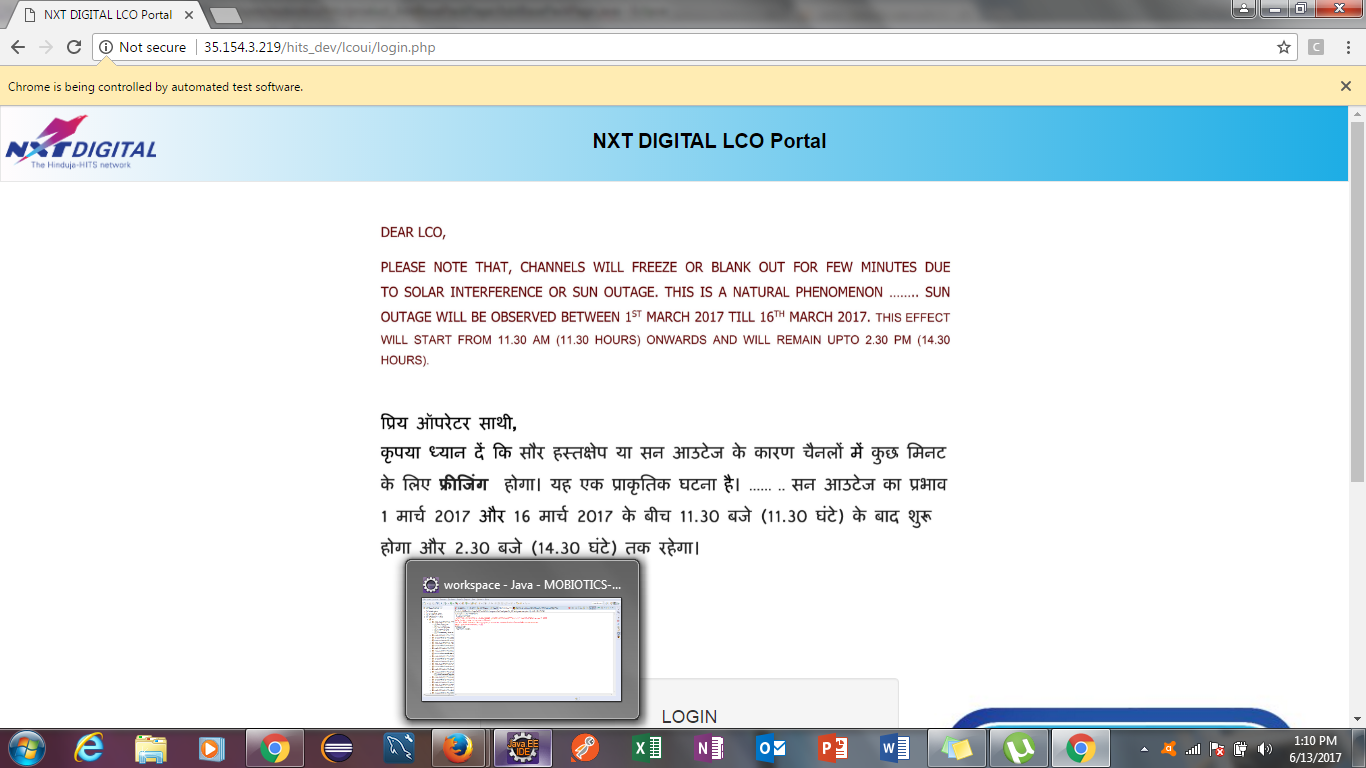 NXT DIGITAL LCO Portal
Not secure
35.154.3.219/hits_dev/lcoui/login.php
C
Chrome is being controlled by automated test software.
NXT DIGITAL
The Hinduja-HITS network
NXT DIGITAL LCO Portal
DEAR LCO,
PLEASE NOTE THAT, CHANNELS WILL FREEZE OR BLANK OUT FOR FEW MINUTES DUE
TO SOLAR INTERFERENCE OR SUN OUTAGE. THIS IS A NATURAL PHENOMENON …….. SUN
OUTAGE WILL BE OBSERVED BETWEEN 1ST MARCH 2017 TILL 16TH MARCH 2017. THIS EFFECT
WILL START FROM 11.30 AM (11.30 HOURS) ONWARDS AND WILL REMAIN UPTO 2.30 PM (14.30
HOURS).
प्रिय ऑपरेटर साथी,
कृपया ध्यान दें कि सौर हस्तक्षेप या सन आउटेज के कारण चैनलों में कुछ मिनट
के लिए फ्रीजिंग होगा। यह एक प्राकृतिक घटना है। ...... .. सन आउटेज का प्रभाव
1 मार्च 2017 और 16 मार्च 2017 के बीच 11.30 बजे (11.30 घंटे) के बाद शुरू
होगा और 2.30 बजे (14.30 घंटे) तक रहेगा।
workspace - Java - MOBIOTICS-...
LOGIN
Java EE
IDE
1:10 PM
6/13/2017